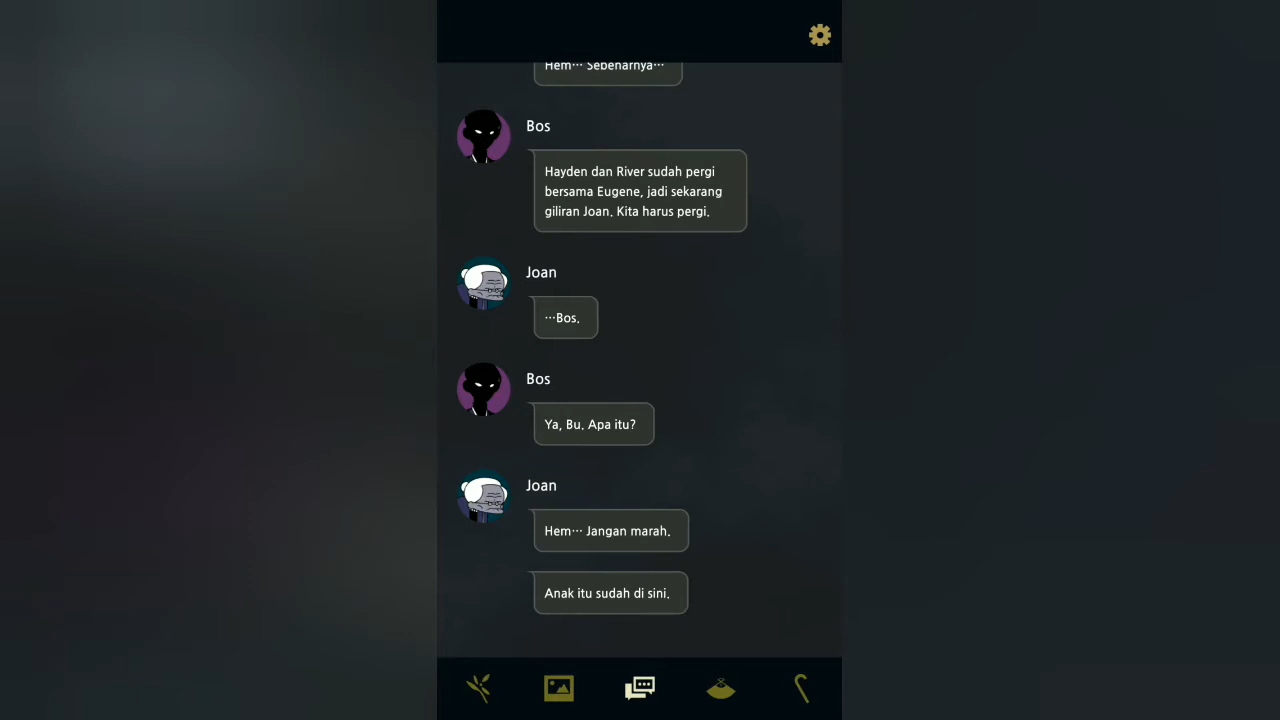 Hem… Sebenarnya…
Bos
Hayden dan River sudah pergi
bersama Eugene, jadi sekarang
giliran Joan. Kita harus pergi.
Joan
…Bos.
Bos
Ya, Bu. Apa itu?
Joan
Hem… Jangan marah.
Anak itu sudah di sini.